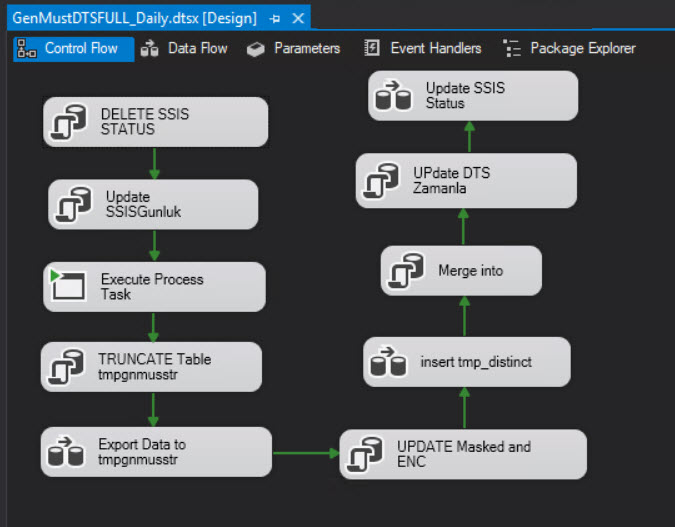 GenMustDTSFULL_Daily.dtsx [Design]
Control Flow
Data Flow
Parameters
Event Handlers
Package Explorer
DELETE SSIS
STATUS
Update
SSISGunluk
Execute Process
Task
TRUNCATE Table
tmpgnmusstr
Export Data to
tmpgnmusstr
UPDATE Masked and
ENC
insert tmp_distinct
Merge into
UPdate DTS
Zamanla
Update SSIS
Status